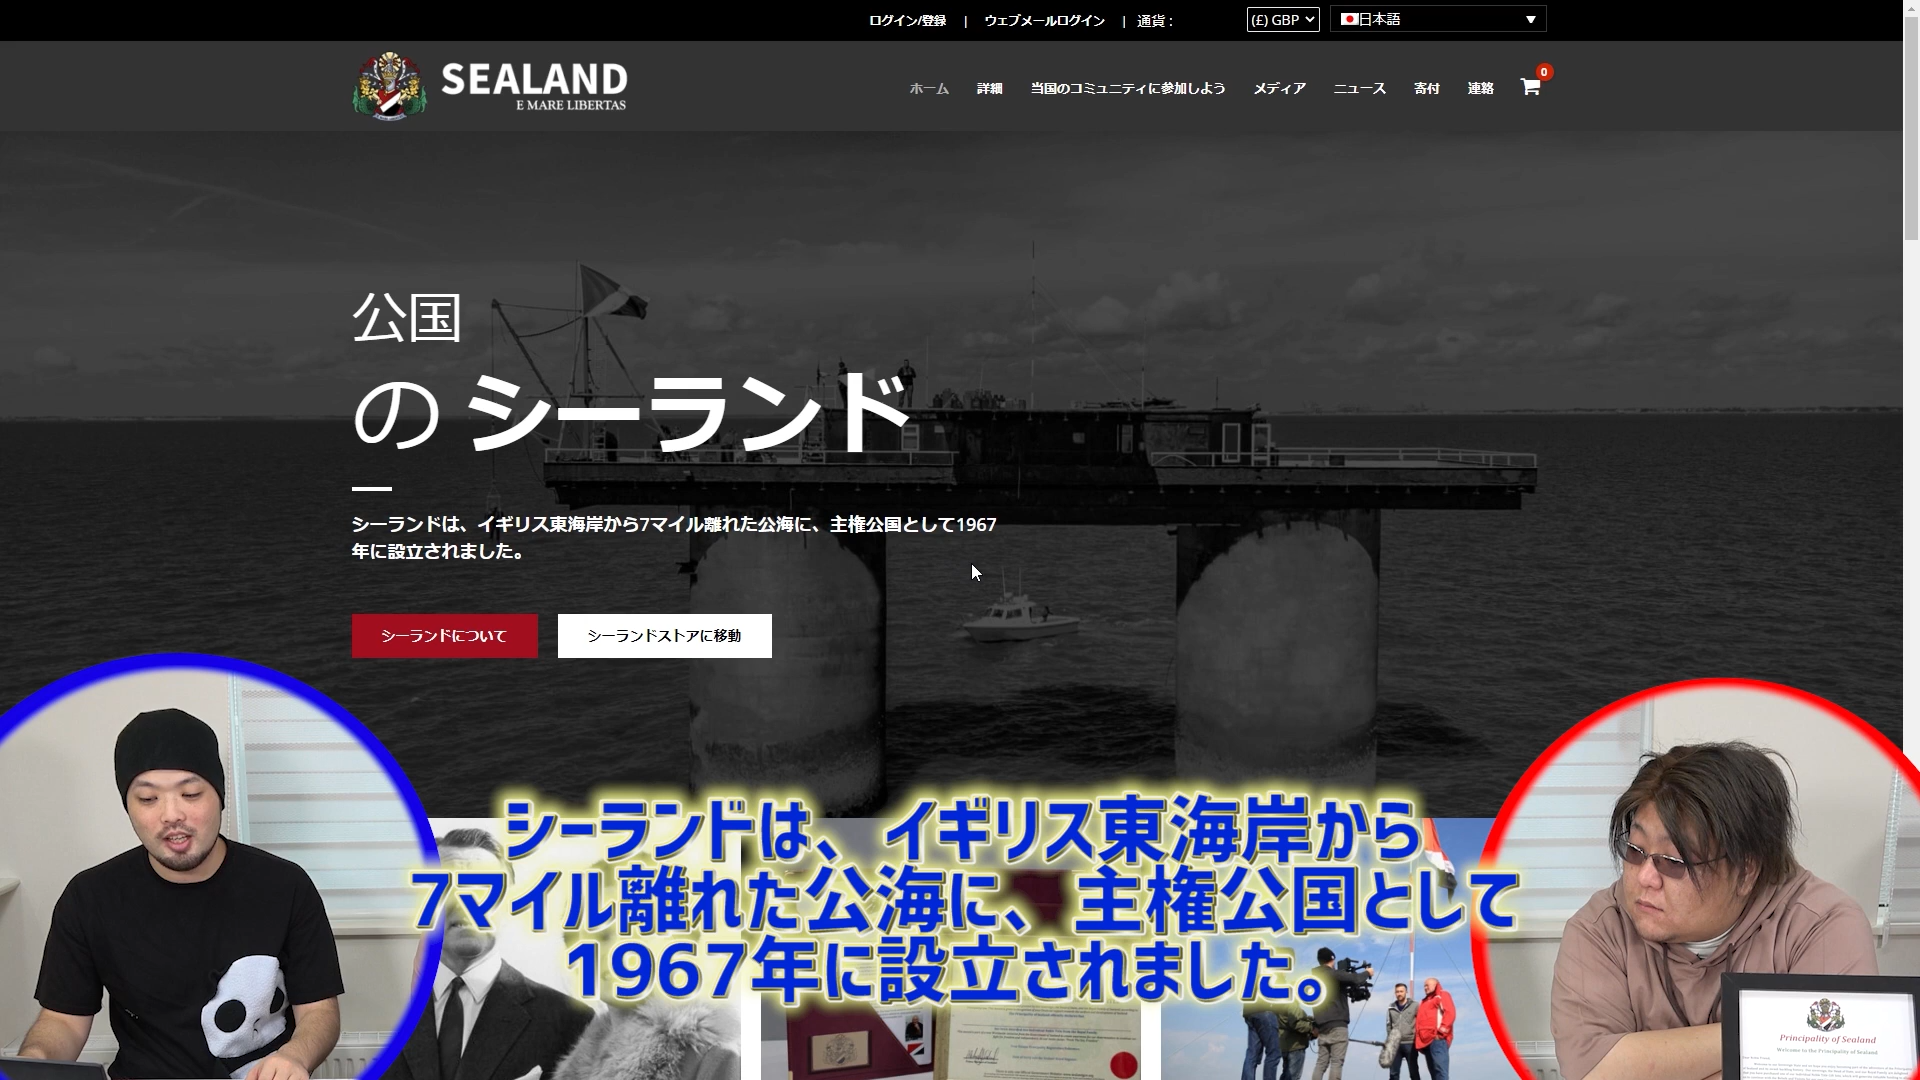 ログイン/登録 | ウェブメールログイン | 通貨 : (£) GBP 日本語
SEALAND
E MARE LIBERTAS
ホーム 詳細 当国のコミュニティに参加しよう メディア ニュース 寄付 連絡 0
公国
の シーランド
シーランドは、イギリス東海岸から7マイル離れた公海に、主権公国として1967
年に設立されました。
シーランドについて シーランドストアに移動
シーランドは、イギリス東海岸から
7マイル離れた公海に、主権公国として
1967年に設立されました。
Principality of Sealand
Welcome to the Principality of Sealand